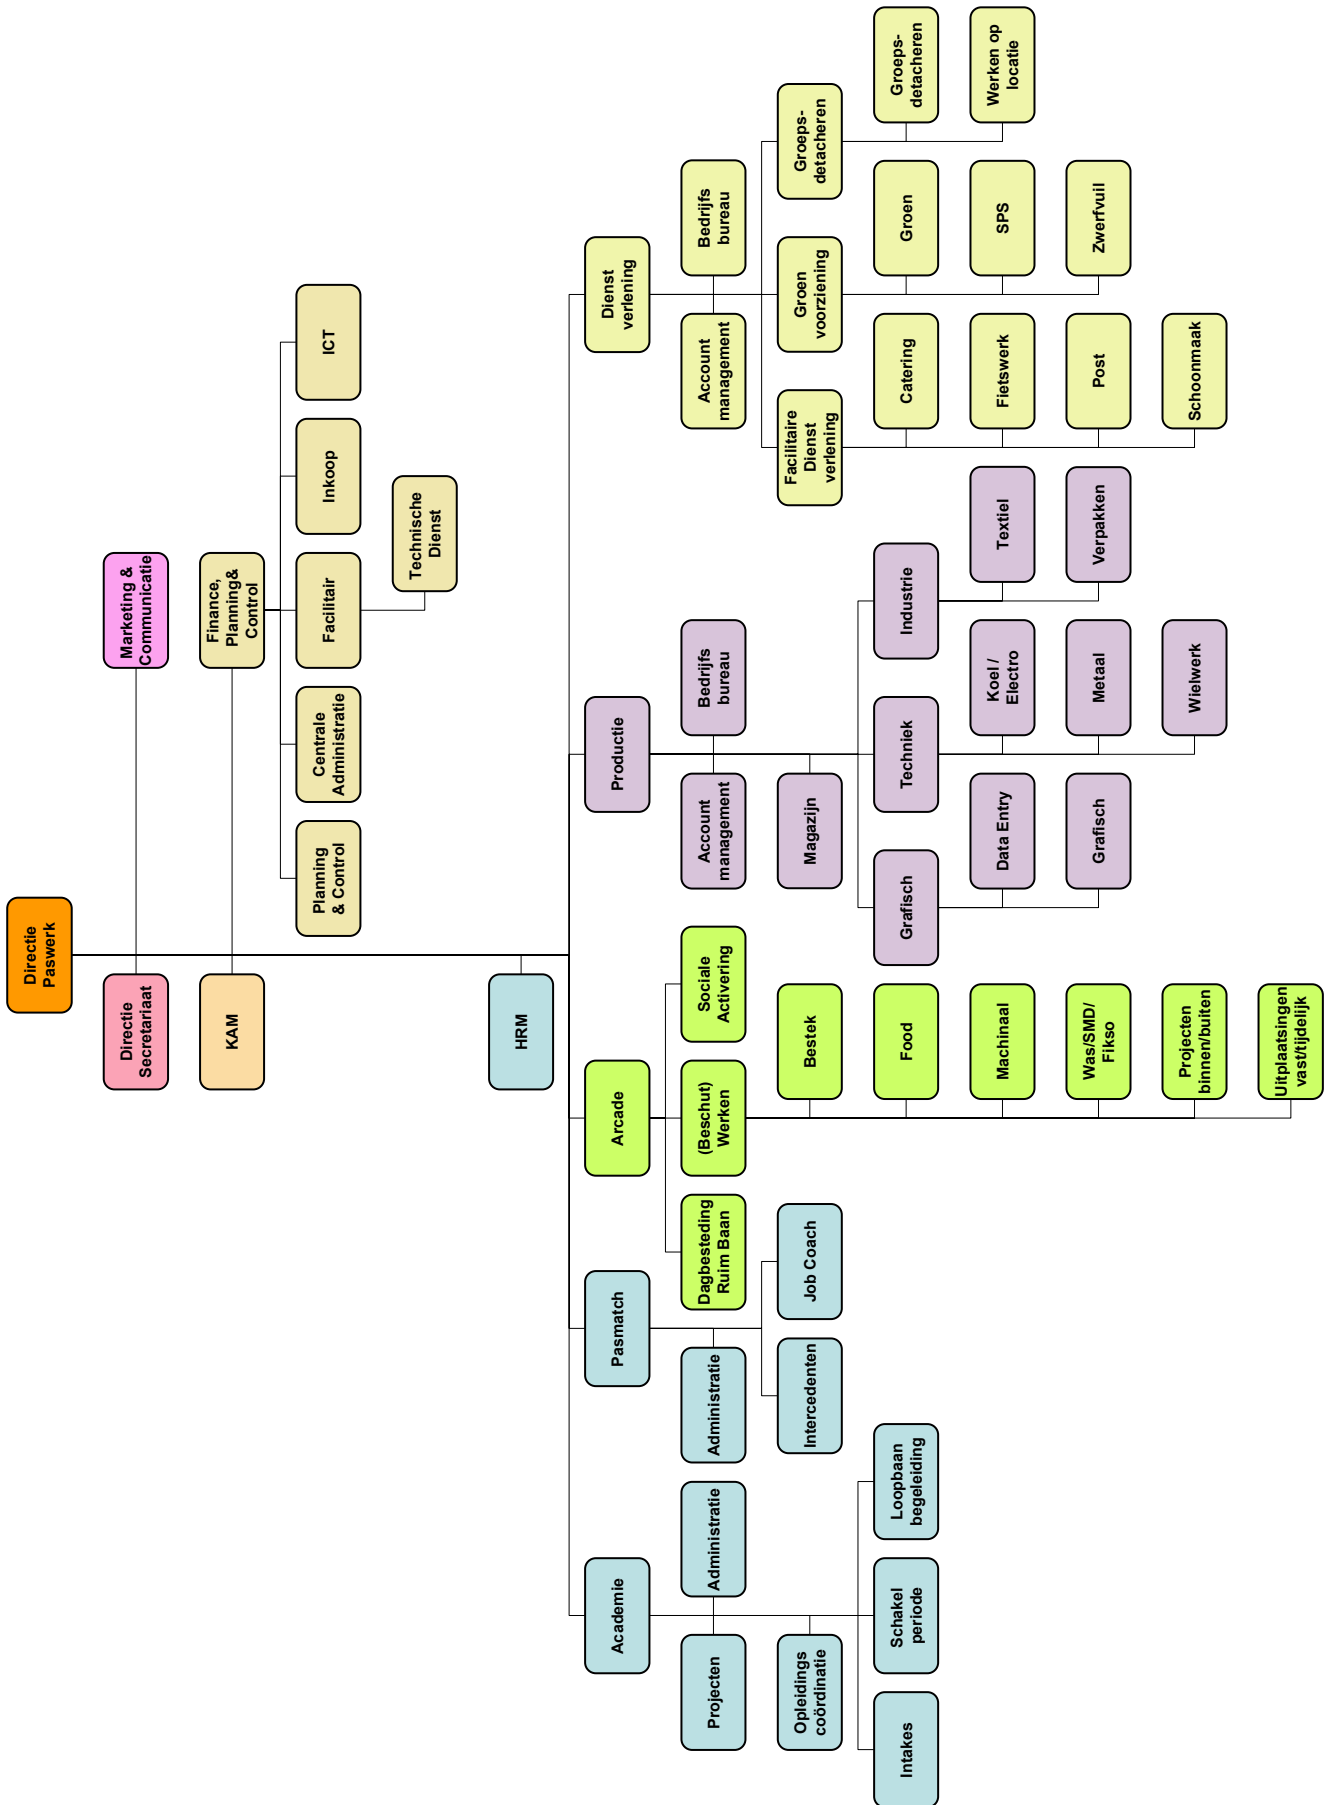 Directie
Paswerk
Directie
Secretariaat
Marketing &
Communicatie
KAM
Finance,
Planning&
Control
Planning
& Control
Centrale
Administratie
Facilitair
Inkoop
ICT
Technische
Dienst
HRM
Academie
Pasmatch
Arcade
Productie
Dienst
verlening
Projecten
Administratie
Administratie
Dagbesteding
Ruim Baan
(Beschut)
Werken
Sociale
Activering
Account
management
Bedrijfs
bureau
Account
management
Bedrijfs
bureau
Opleidings
coördinatie
Intercedenten
Job Coach
Bestek
Magazijn
Facilitaire
Dienst
verlening
Groen
voorziening
Groeps-
detacheren
Intakes
Schakel
periode
Loopbaan
begeleiding
Food
Grafisch
Techniek
Industrie
Catering
Groen
Groeps-
detacheren
Machinaal
Data Entry
Koel /
Electro
Textiel
Fietswerk
SPS
Werken op
locatie
Was/SMD/
Fikso
Grafisch
Metaal
Verpakken
Post
Zwerfvuil
Projecten
binnen/buiten
Wielwerk
Schoonmaak
Uitplaatsingen
vast/tijdelijk